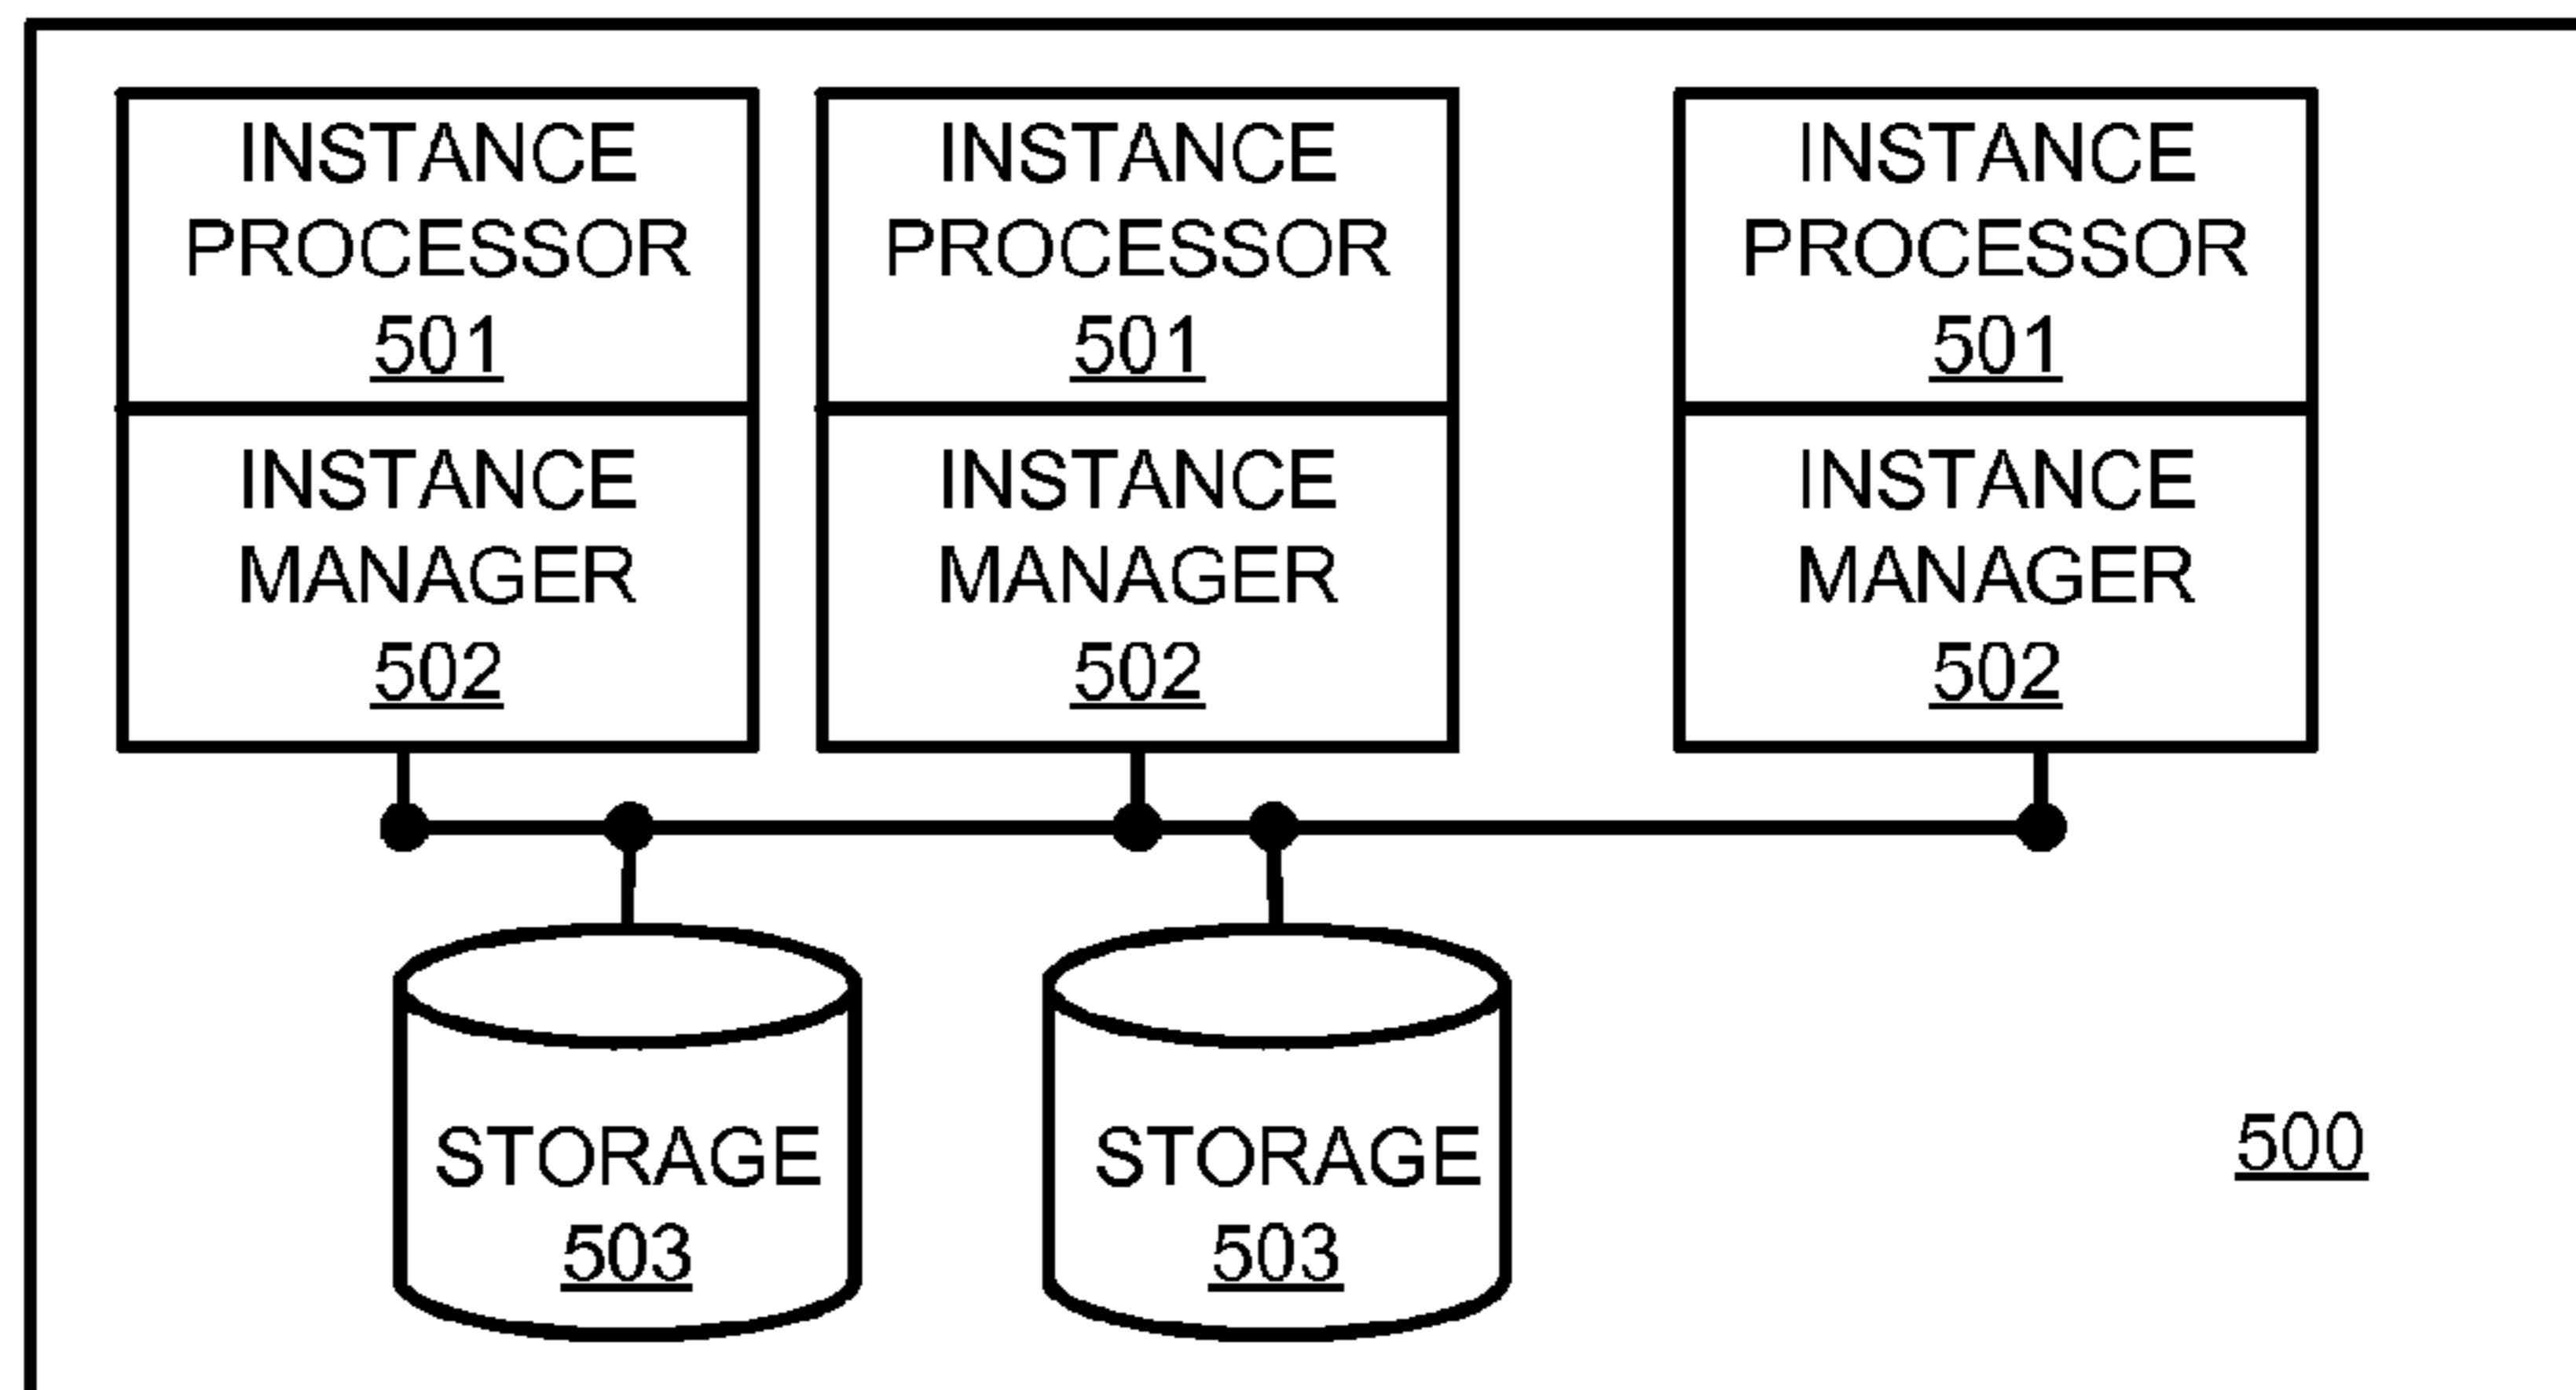 INSTANCE
PROCESSOR
501
INSTANCE
MANAGER
502
INSTANCE
PROCESSOR
501
INSTANCE
MANAGER
502
INSTANCE
PROCESSOR
501
INSTANCE
MANAGER
502
STORAGE
503
STORAGE
503
500